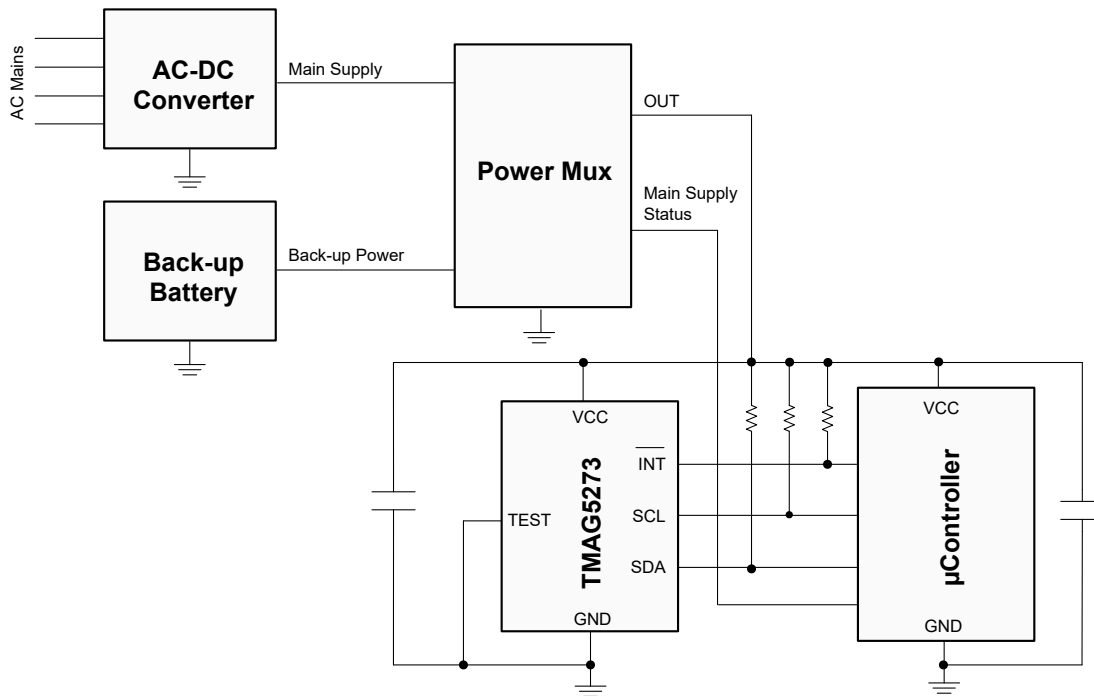 AC Mains
AC-DC
Converter
Main Supply
Back-up
Battery
Back-up Power
Power Mux
OUT
Main Supply
Status
VCC
INT
SCL
SDA
TEST
TMAG5273
GND
VCC
µController
GND